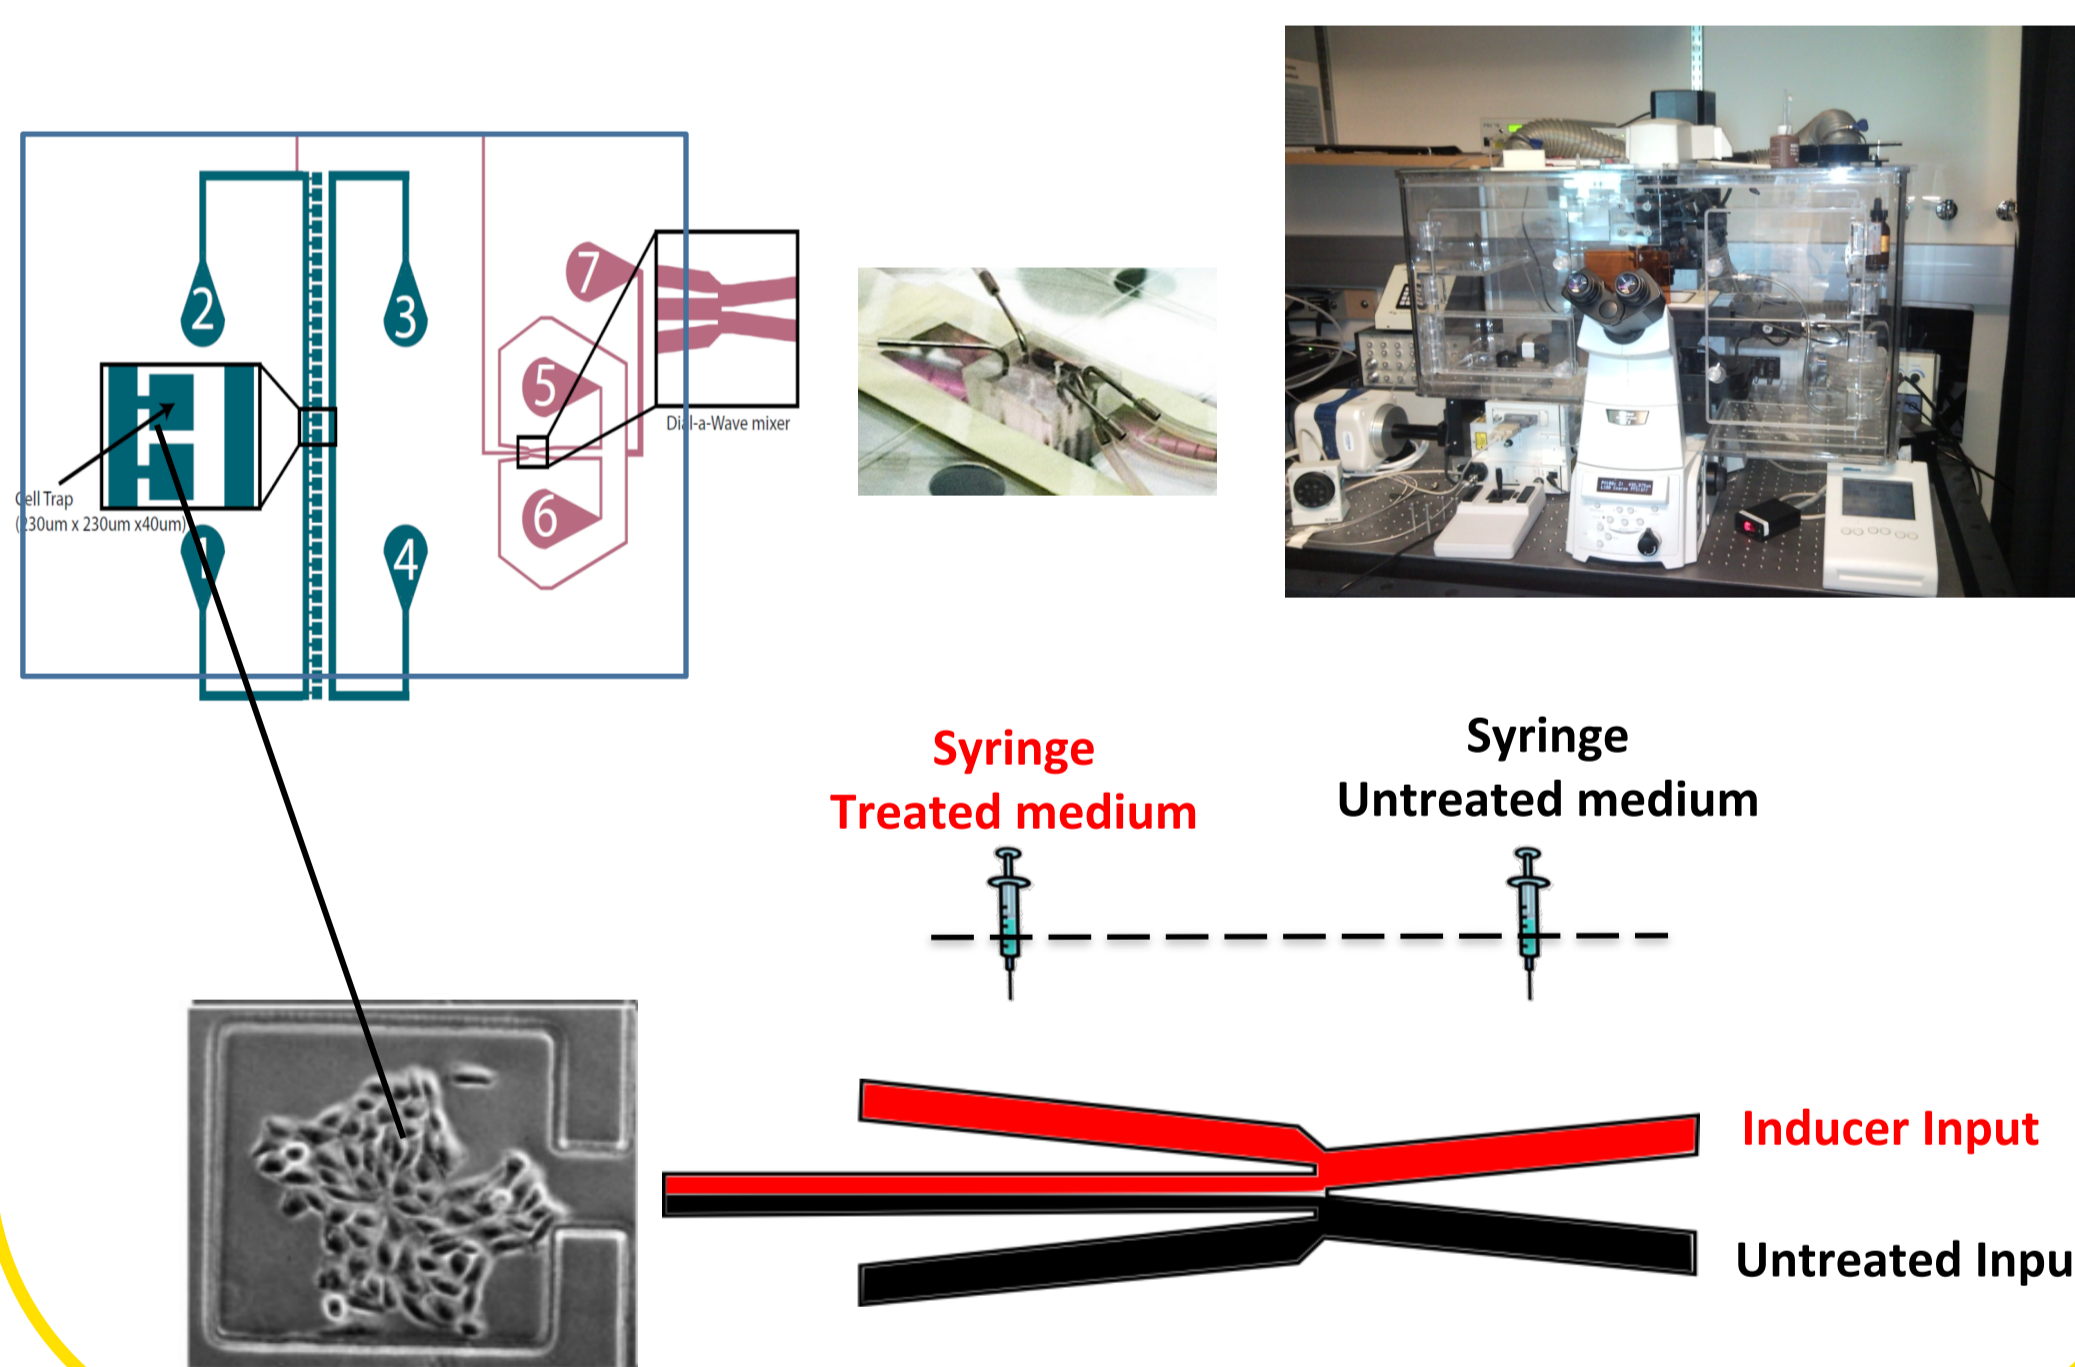 2
3
7
5
6
Dial-a-Wave mixer
Cell Trap
(230um x 230um x40um)
1
4
Syringe
Treated medium
Syringe
Untreated medium
Inducer Input
Untreated Inpu